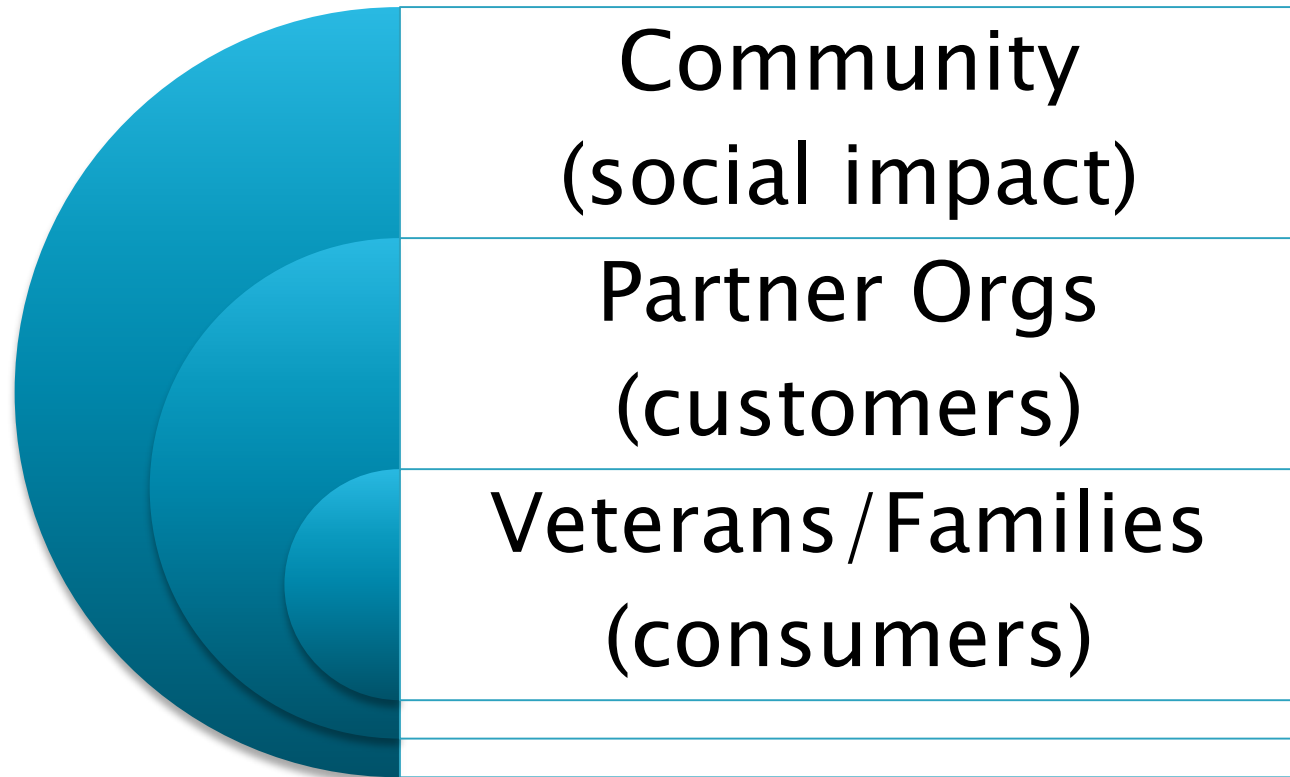 Community
(social impact)
Partner Orgs
(customers)
Veterans/Families
(consumers)